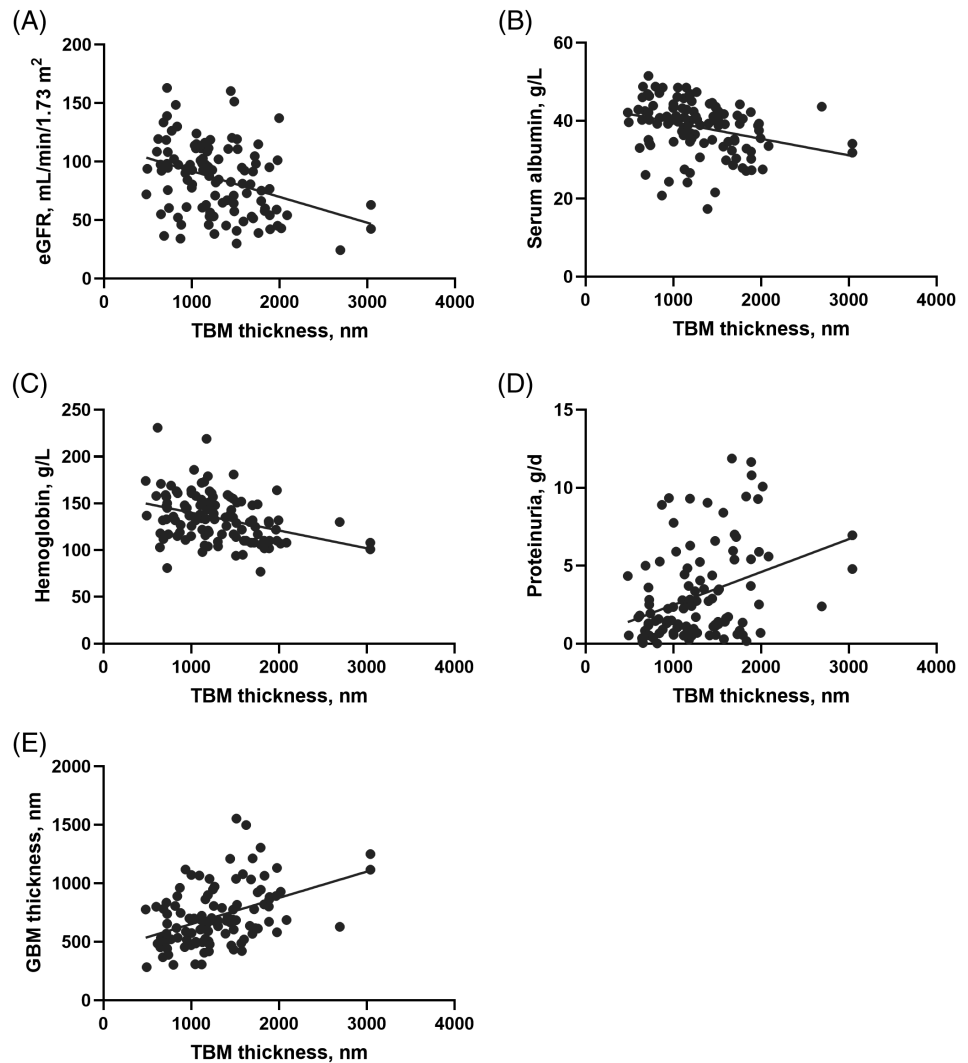 (A)
200
150
100
50
0
eGFR, mL/min/1.73 m²
0 1000 2000 3000 4000
TBM thickness, nm
(B)
60
40
20
0
Serum albumin, g/L
0 1000 2000 3000 4000
TBM thickness, nm
(C)
250
200
150
100
50
0
Hemoglobin, g/L
0 1000 2000 3000 4000
TBM thickness, nm
(D)
15
10
5
0
Proteinuria, g/d
0 1000 2000 3000 4000
TBM thickness, nm
(E)
2000
1500
1000
500
0
GBM thickness, nm
0 1000 2000 3000 4000
TBM thickness, nm